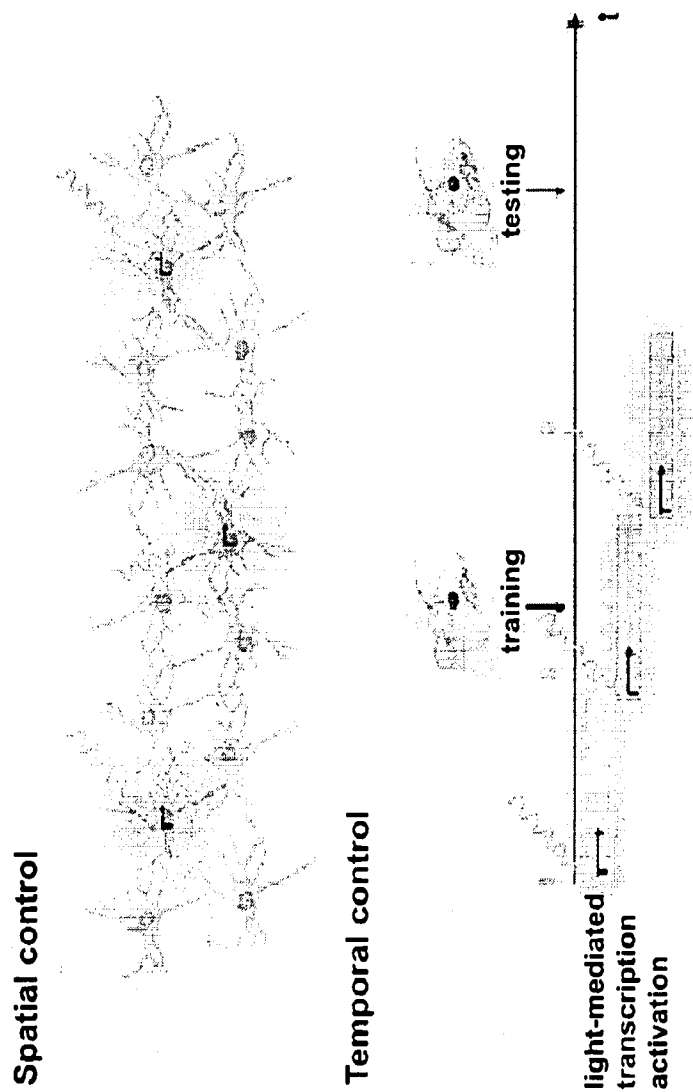 Spatial control
Temporal control
training
testing
t
light-mediated
transcription
activation